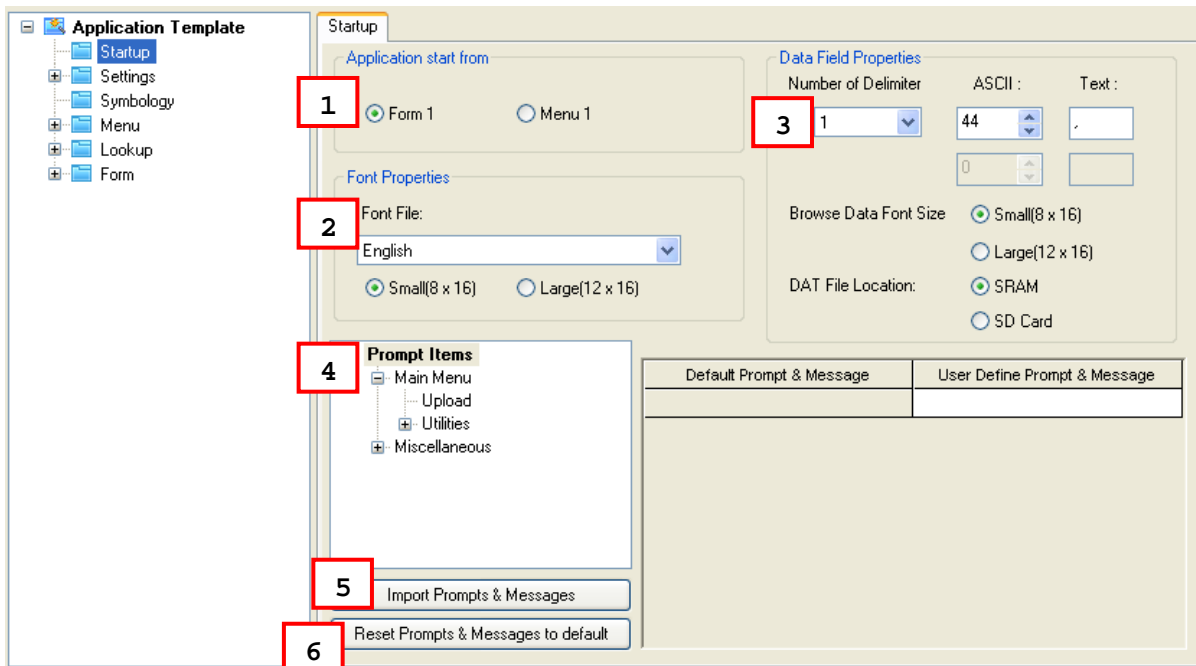 Application Template
Startup
Settings
Symbology
Menu
Lookup
Form
Startup
Application start from
1
Form 1
Menu 1
Font Properties
2
Font File:
English
Small(8 x 16)
Large(12 x 16)
Data Field Properties
Number of Delimiter
ASCII :
Text :
3
1
44
,
0
Browse Data Font Size
Small(8 x 16)
Large(12 x 16)
DAT File Location:
SRAM
SD Card
4
Prompt Items
Main Menu
Upload
Utilities
Miscellaneous
Default Prompt & Message
User Define Prompt & Message
5
Import Prompts & Messages
6
Reset Prompts & Messages to default